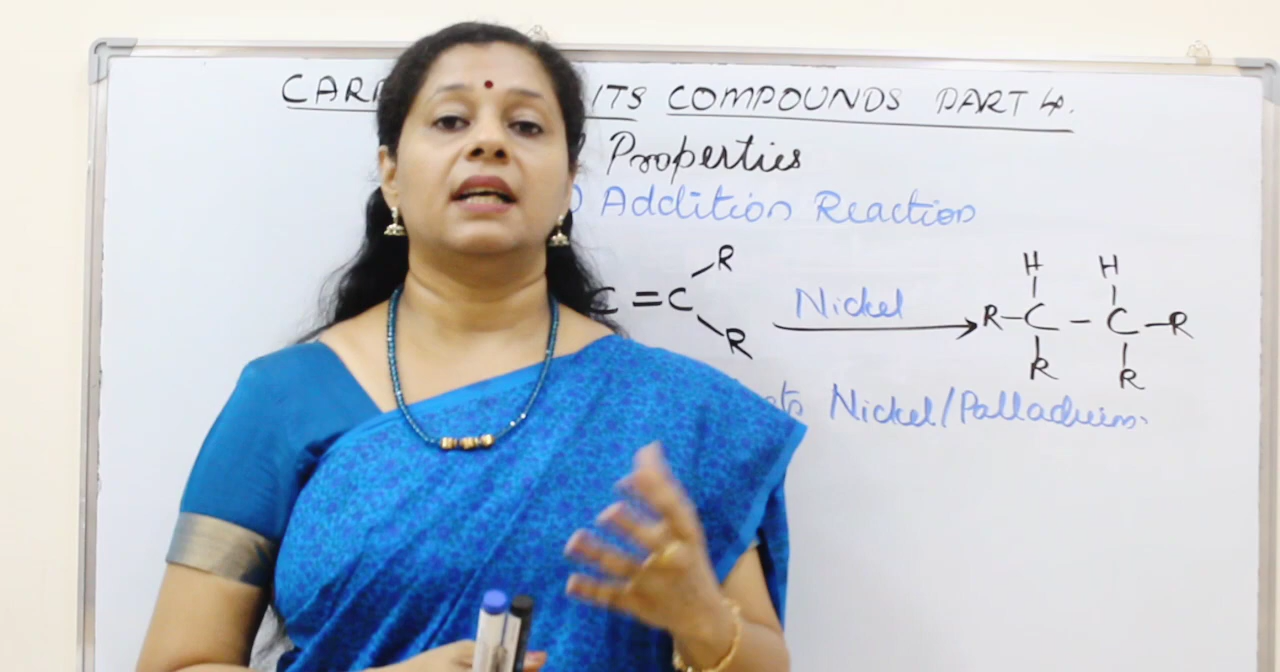 CAR ITS COMPOUNDS PART 4.
Properties
Addition Reaction
R
C = C Nickel
R
H H
R-C-C-R
R R
Nickel/Palladium.